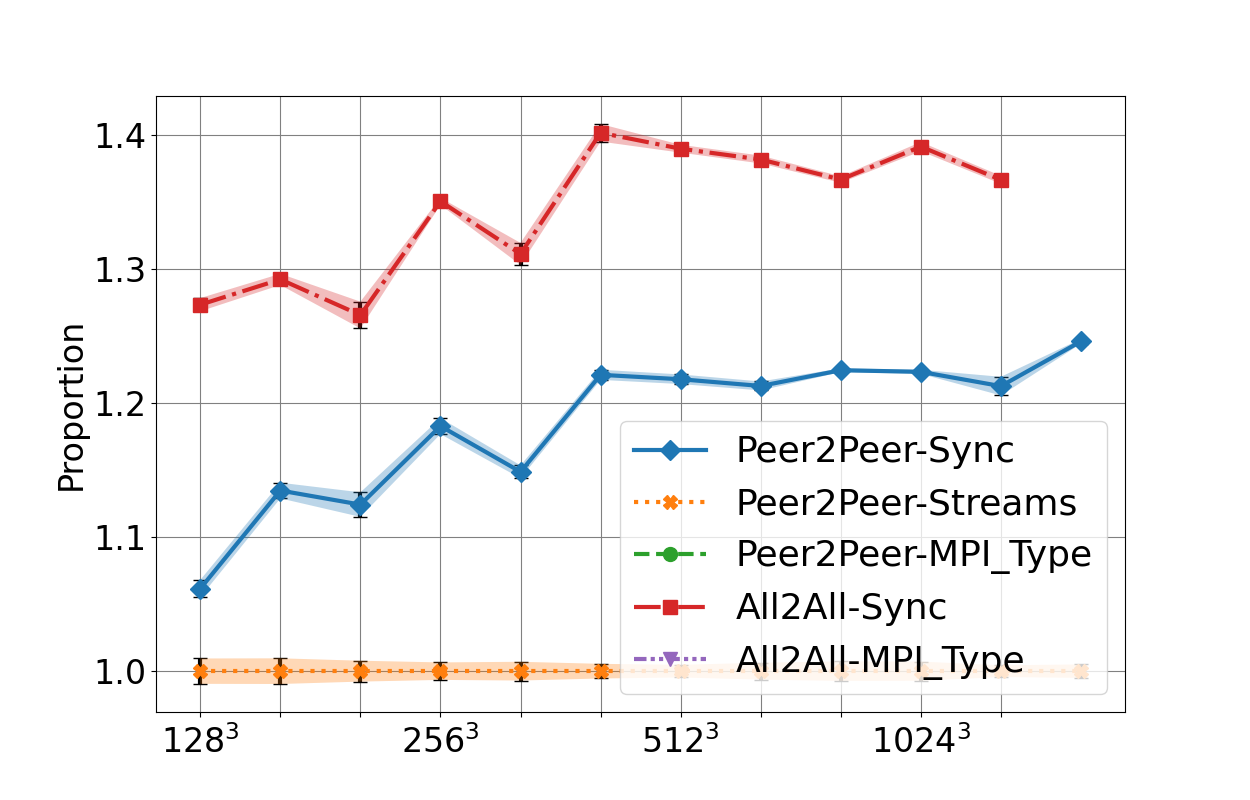 Proportion
1.4
1.3
1.2
1.1
1.0
128³
256³
512³
1024³
Peer2Peer-Sync
Peer2Peer-Streams
Peer2Peer-MPI_Type
All2All-Sync
All2All-MPI_Type